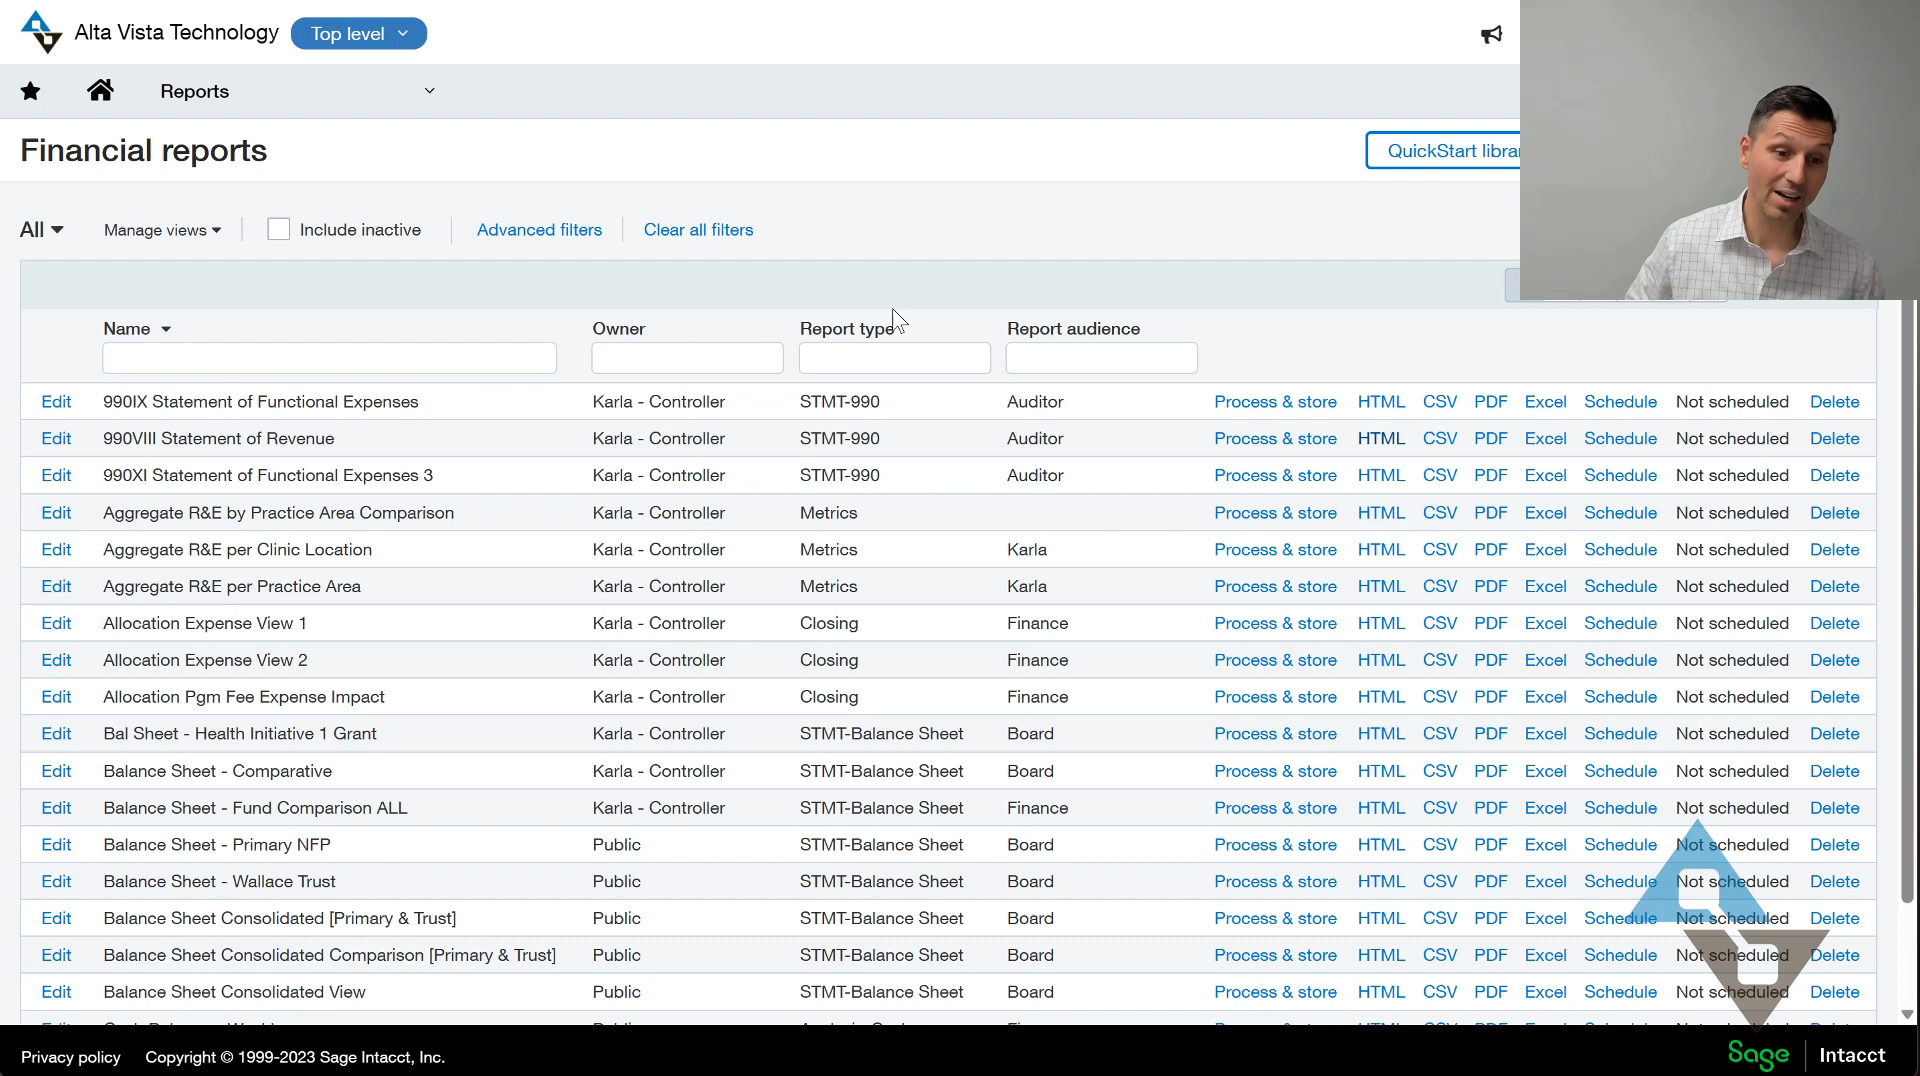 Alta Vista Technology Top level
Reports
Financial reports
QuickStart
All Manage views Include inactive Advanced filters Clear all filters
Name Owner Report type Report audience
Edit 990IX Statement of Functional Expenses Karla - Controller STMT-990 Auditor Process & store HTML CSV PDF Excel Schedule Not scheduled Delete
Edit 990VIII Statement of Revenue Karla - Controller STMT-990 Auditor Process & store HTML CSV PDF Excel Schedule Not scheduled Delete
Edit 990XI Statement of Functional Expenses 3 Karla - Controller STMT-990 Auditor Process & store HTML CSV PDF Excel Schedule Not scheduled Delete
Edit Aggregate R&E by Practice Area Comparison Karla - Controller Metrics Process & store HTML CSV PDF Excel Schedule Not scheduled Delete
Edit Aggregate R&E per Clinic Location Karla - Controller Metrics Karla Process & store HTML CSV PDF Excel Schedule Not scheduled Delete
Edit Aggregate R&E per Practice Area Karla - Controller Metrics Karla Process & store HTML CSV PDF Excel Schedule Not scheduled Delete
Edit Allocation Expense View 1 Karla - Controller Closing Finance Process & store HTML CSV PDF Excel Schedule Not scheduled Delete
Edit Allocation Expense View 2 Karla - Controller Closing Finance Process & store HTML CSV PDF Excel Schedule Not scheduled Delete
Edit Allocation Pgm Fee Expense Impact Karla - Controller Closing Finance Process & store HTML CSV PDF Excel Schedule Not scheduled Delete
Edit Bal Sheet - Health Initiative 1 Grant Karla - Controller STMT-Balance Sheet Board Process & store HTML CSV PDF Excel Schedule Not scheduled Delete
Edit Balance Sheet - Comparative Karla - Controller STMT-Balance Sheet Board Process & store HTML CSV PDF Excel Schedule Not scheduled Delete
Edit Balance Sheet - Fund Comparison ALL Karla - Controller STMT-Balance Sheet Finance Process & store HTML CSV PDF Excel Schedule Not scheduled Delete
Edit Balance Sheet - Primary NFP Public STMT-Balance Sheet Board Process & store HTML CSV PDF Excel Schedule Not scheduled Delete
Edit Balance Sheet - Wallace Trust Public STMT-Balance Sheet Board Process & store HTML CSV PDF Excel Schedule Not scheduled Delete
Edit Balance Sheet Consolidated [Primary & Trust] Public STMT-Balance Sheet Board Process & store HTML CSV PDF Excel Schedule Not scheduled Delete
Edit Balance Sheet Consolidated Comparison [Primary & Trust] Public STMT-Balance Sheet Board Process & store HTML CSV PDF Excel Schedule Not scheduled Delete
Edit Balance Sheet Consolidated View Public STMT-Balance Sheet Board Process & store HTML CSV PDF Excel Schedule Not scheduled Delete
Privacy policy Copyright © 1999-2023 Sage Intacct, Inc.
Sage Intacct